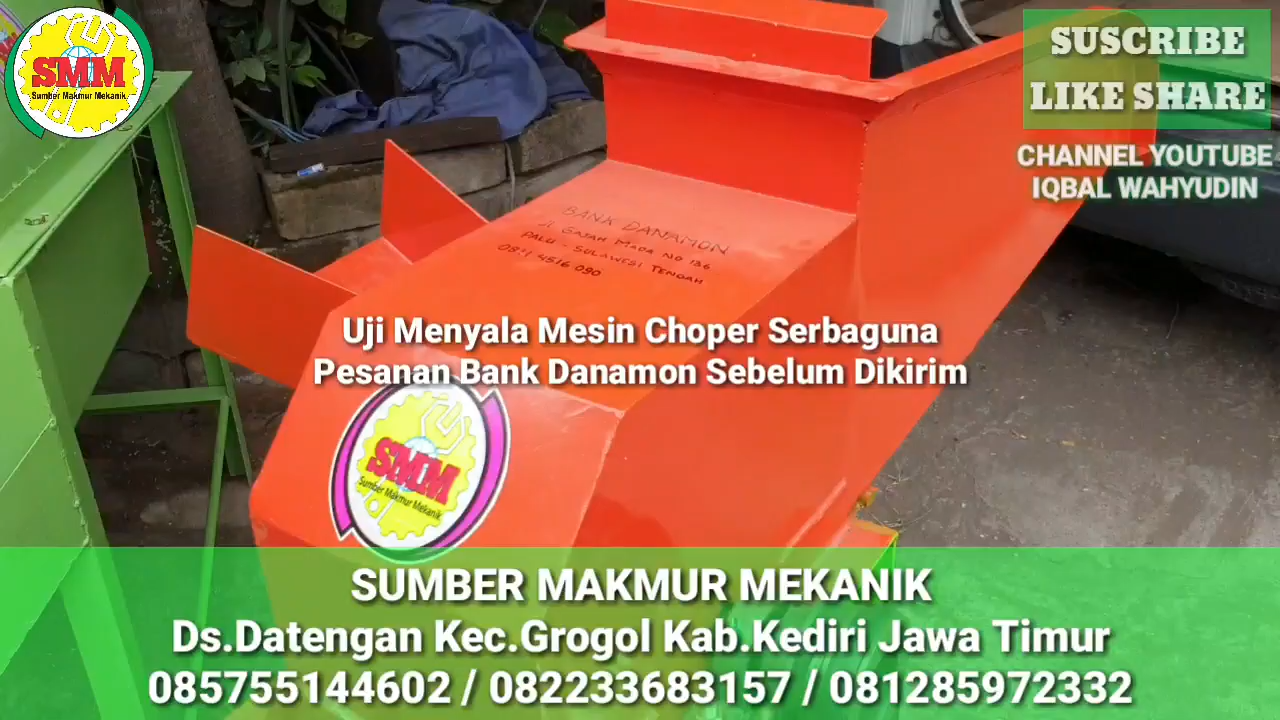 SMM
Sumber Makmur Mekanik
SUSCRIBE
LIKE SHARE
CHANNEL YOUTUBE
IQBAL WAHYUDIN
BANK DANAMON
Jl GAJAH MADA NO 136
PALU - SULAWESI TENGAH
4516 090
Uji Menyala Mesin Choper Serbaguna
Pesanan Bank Danamon Sebelum Dikirim
SMM
Sumber Makmur Mekanik
SUMBER MAKMUR MEKANIK
Ds.Datengan Kec.Grogol Kab.Kediri Jawa Timur
085755144602 / 082233683157 / 081285972332